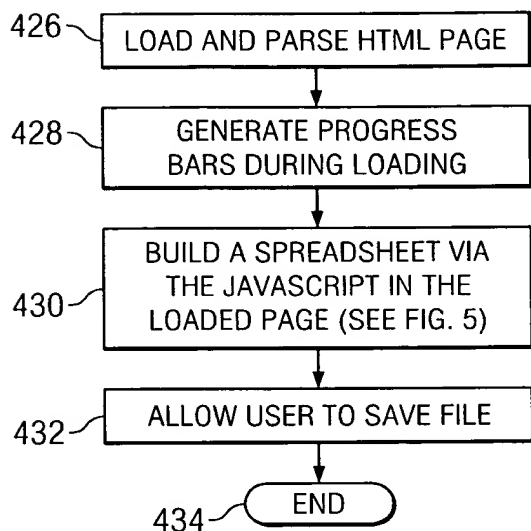 426
LOAD AND PARSE HTML PAGE
428
GENERATE PROGRESS
BARS DURING LOADING
430
BUILD A SPREADSHEET VIA
THE JAVASCRIPT IN THE
LOADED PAGE (SEE FIG. 5)
432
ALLOW USER TO SAVE FILE
434
END